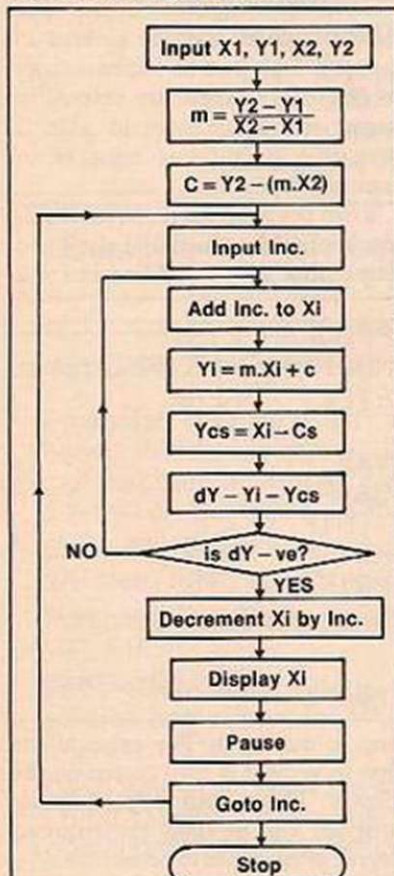 Input X1, Y1, X2, Y2
m = Y2 – Y1
X2 – X1
C = Y2 – (m.X2)
Input Inc.
Add Inc. to Xi
Yi = m.Xi + c
Ycs = Xi – Cs
dY – Yi – Ycs
is dY – ve?
NO
YES
Decrement Xi by Inc.
Display Xi
Pause
Goto Inc.
Stop